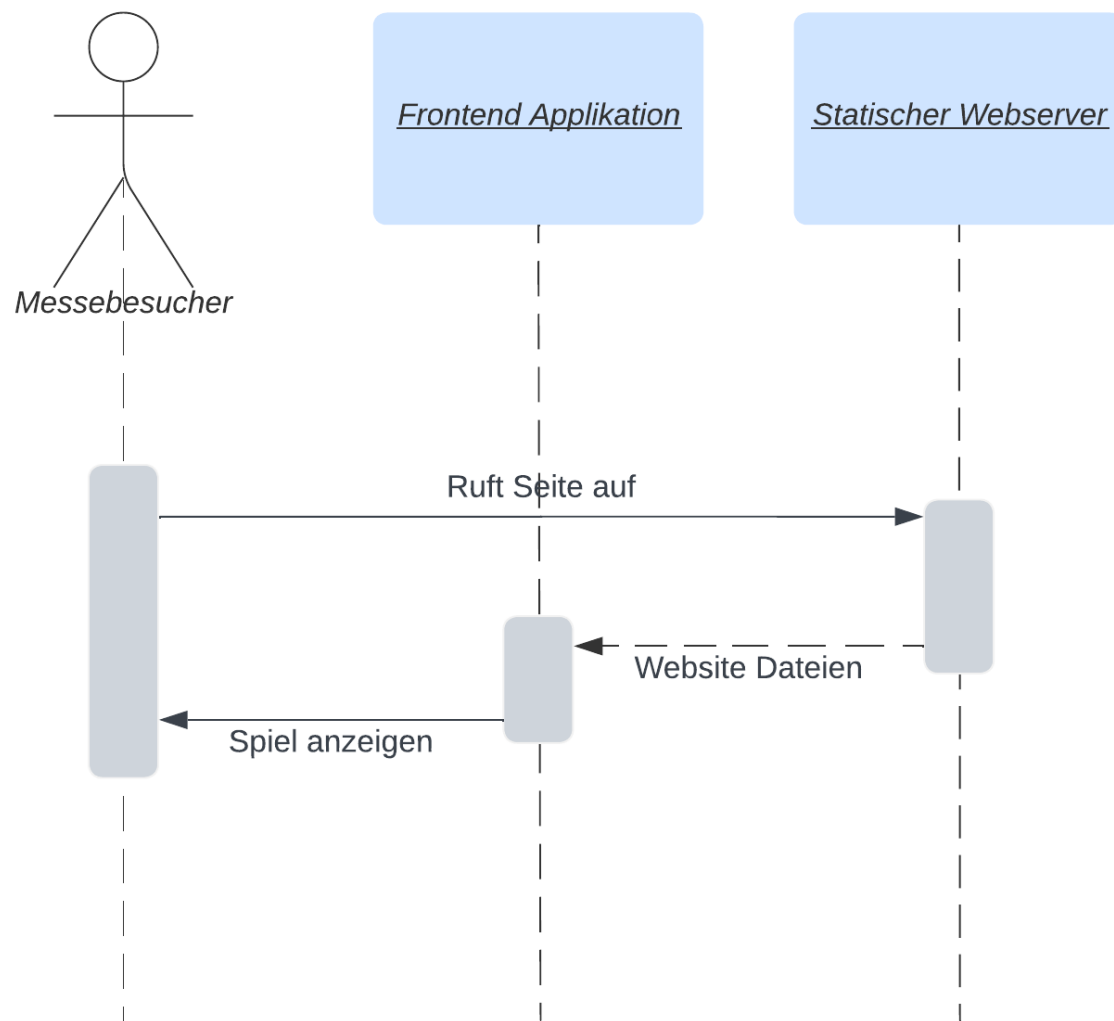 Frontend Applikation
Statischer Webserver
Messebesucher
Ruft Seite auf
Website Dateien
Spiel anzeigen